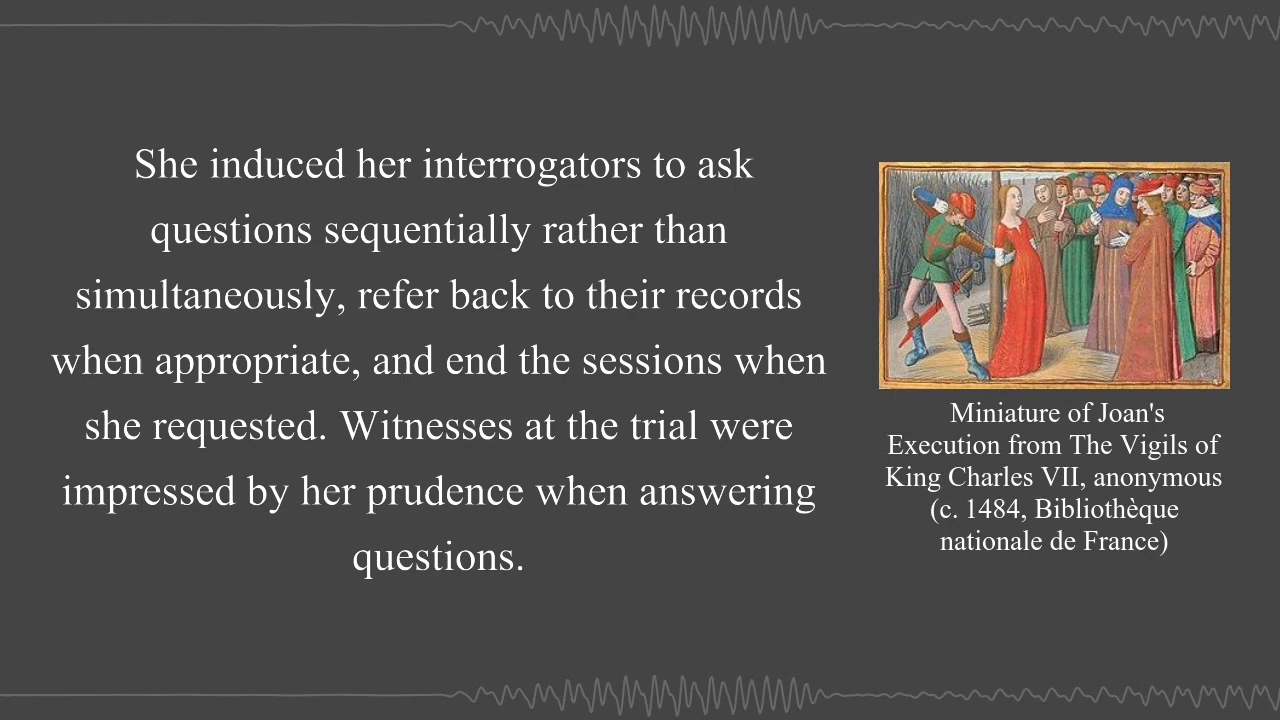 She induced her interrogators to ask
questions sequentially rather than
simultaneously, refer back to their records
when appropriate, and end the sessions when
she requested. Witnesses at the trial were
impressed by her prudence when answering
questions.
Miniature of Joan's
Execution from The Vigils of
King Charles VII, anonymous
(c. 1484, Bibliothèque
nationale de France)